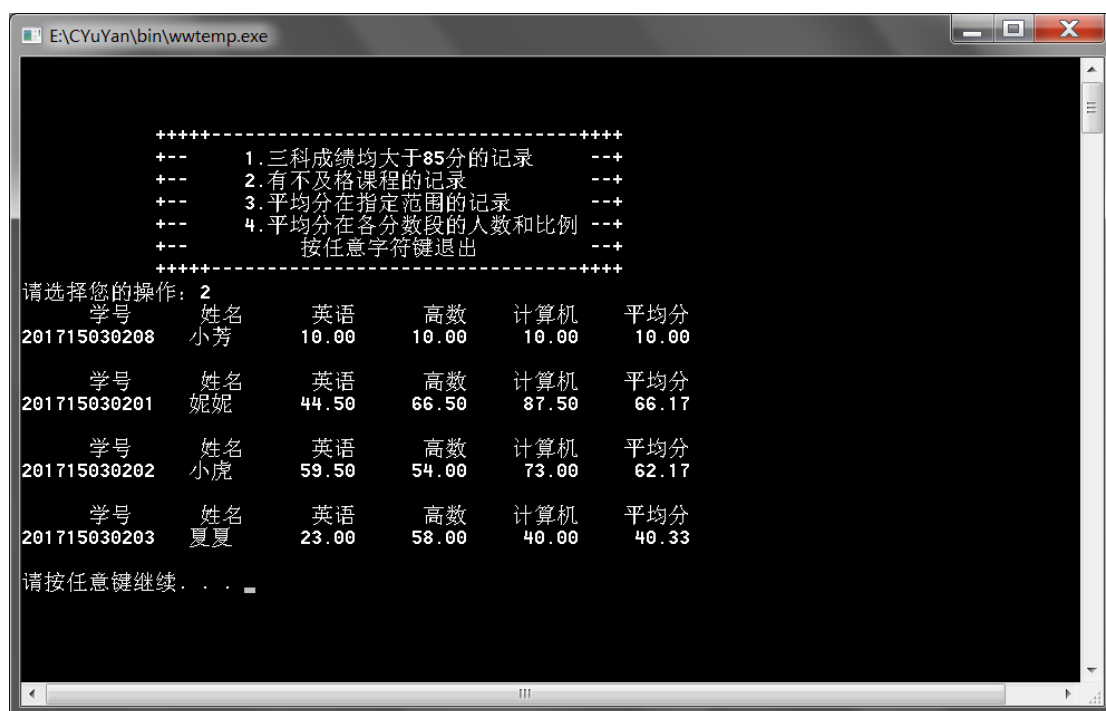 E:\CYuYan\bin\wwtemp.exe
+++++----------------------------------++++
+-- 1.三科成绩均大于85分的记录 --+
+-- 2.有不及格课程的记录 --+
+-- 3.平均分在指定范围的记录 --+
+-- 4.平均分在各分数段的人数和比例 --+
+-- 按任意字符键退出 --+
+++++----------------------------------++++
请选择您的操作: 2
学号 姓名 英语 高数 计算机 平均分
201715030208 小芳 10.00 10.00 10.00 10.00
学号 姓名 英语 高数 计算机 平均分
201715030201 妮妮 44.50 66.50 87.50 66.17
学号 姓名 英语 高数 计算机 平均分
201715030202 小虎 59.50 54.00 73.00 62.17
学号 姓名 英语 高数 计算机 平均分
201715030203 夏夏 23.00 58.00 40.00 40.33
请按任意键继续. . .